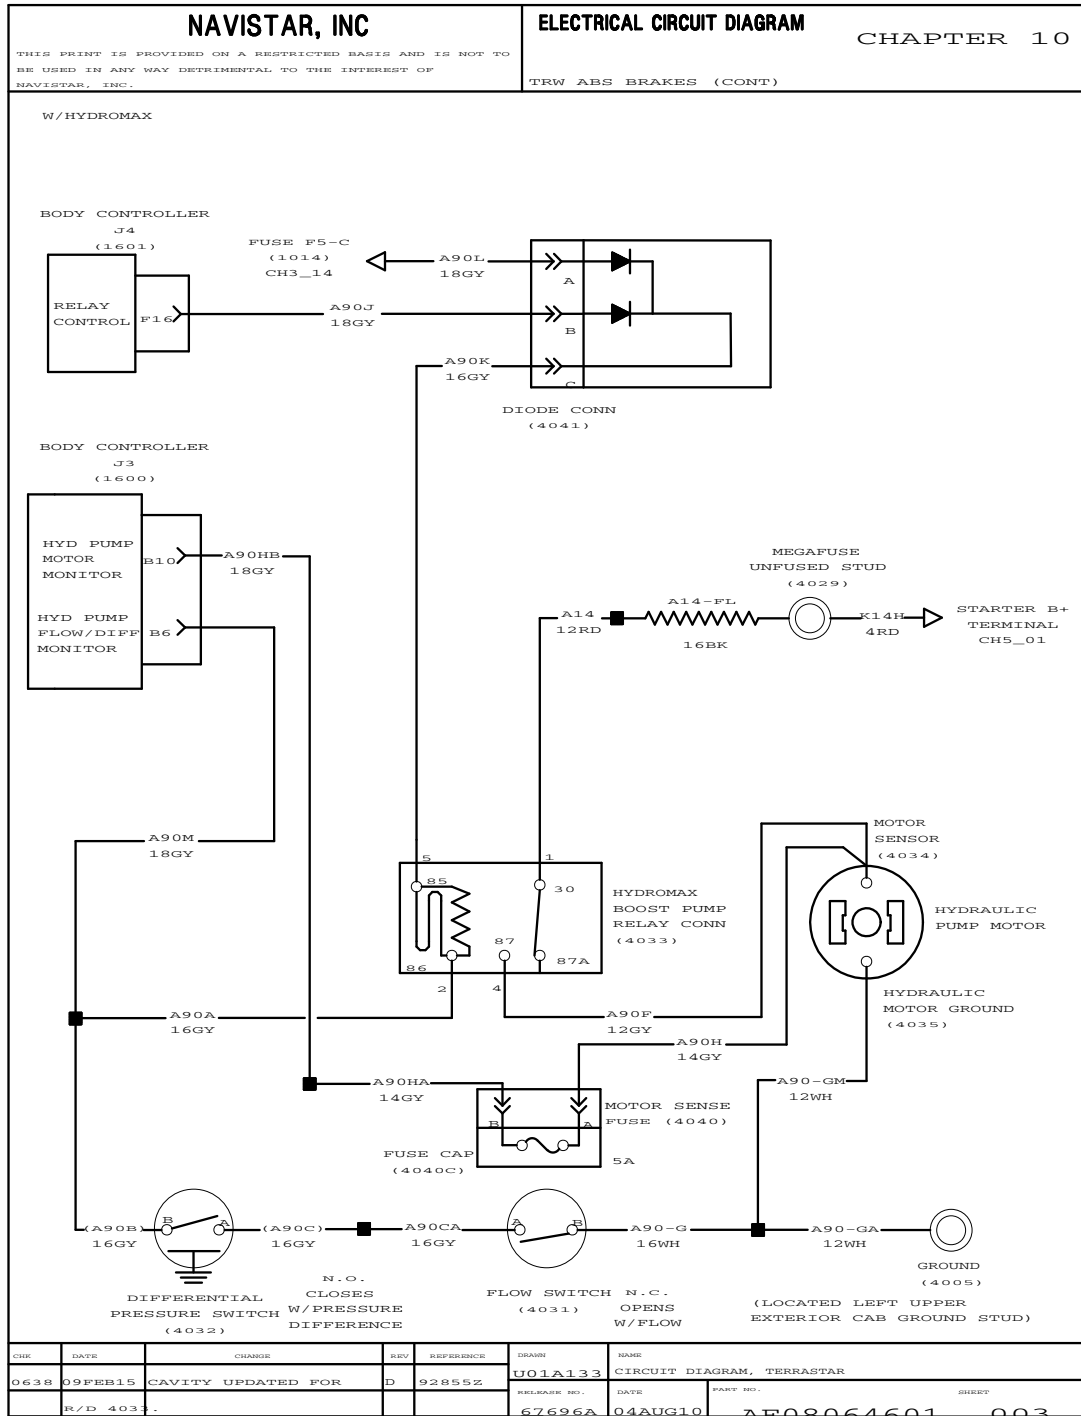 NAVISTAR, INC
THIS PRINT IS PROVIDED ON A RESTRICTED BASIS AND IS NOT TO
BE USED IN ANY WAY DETRIMENTAL TO THE INTEREST OF
NAVISTAR, INC.
ELECTRICAL CIRCUIT DIAGRAM
CHAPTER 10
TRW ABS BRAKES (CONT)
W/HYDROMAX
BODY CONTROLLER
J4
(1601)
RELAY
CONTROL
F16
FUSE F5-C
(1014)
CH3_14
A90L
18GY
A90J
18GY
A90K
16GY
A
B
C
DIODE CONN
(4041)
BODY CONTROLLER
J3
(1600)
HYD PUMP
MOTOR
MONITOR
B10
HYD PUMP
FLOW/DIFF
MONITOR
B6
A90HB
18GY
MEGAFUSE
UNFUSED STUD
(4029)
A14
12RD
A14-FL
16BK
K14H
4RD
STARTER B+
TERMINAL
CH5_01
A90M
18GY
5
1
85
30
87
87A
86
2
4
HYDROMAX
BOOST PUMP
RELAY CONN
(4033)
MOTOR
SENSOR
(4034)
HYDRAULIC
PUMP MOTOR
HYDRAULIC
MOTOR GROUND
(4035)
A90A
16GY
A90F
12GY
A90H
14GY
A90HA
14GY
A90-GM
12WH
B
A
MOTOR SENSE
FUSE (4040)
FUSE CAP
(4040C)
5A
(A90B)
16GY
B
A
(A90C)
16GY
A90CA
16GY
A
B
A90-G
16WH
A90-GA
12WH
GROUND
(4005)
DIFFERENTIAL
PRESSURE SWITCH
(4032)
N.O.
CLOSES
W/PRESSURE
DIFFERENCE
FLOW SWITCH
(4031)
N.C.
OPENS
W/FLOW
(LOCATED LEFT UPPER
EXTERIOR CAB GROUND STUD)
CHK
DATE
CHANGE
REV
REFERENCE
DRAWN
NAME
0638
09FEB15
CAVITY UPDATED FOR
D
92855Z
U01A133
CIRCUIT DIAGRAM, TERRASTAR
R/D 4033.
RELEASE NO.
DATE
PART NO.
SHEET
67696A
04AUG10
AF08064601
003